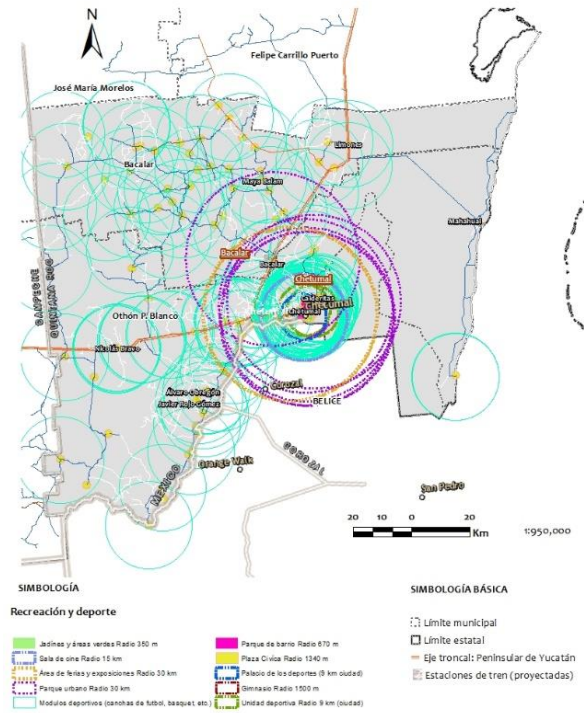 N
Felipe Carrillo Puerto
José María Morelos
Limones
Bacalar
Maya Balam
Mahahual
Bacalar
Bacalar
Chetumal
Calderitas
Chetumal
Chetumal
CAMPECHE
QUINTANA ROO
Othón P. Blanco
Nicolás Bravo
Álvaro Obregón
Javier Rojo Gómez
Corozal
BELICE
MÉXICO
Orange Walk
COROZAL
San Pedro
20 10 0 20
Km
1:950,000
SIMBOLOGÍA
SIMBOLOGÍA BÁSICA
Recreación y deporte
Límite municipal
Límite estatal
Eje troncal: Peninsular de Yucatán
Estaciones de tren (proyectadas)
Jadines y áreas verdes Radio 350 m
Parque de barrio Radio 670 m
Sala de cine Radio 15 km
Plaza Cívica Radio 1340 m
Área de ferias y exposiciones Radio 30 km
Palacio de los deportes (9 km ciudad)
Parque urbano Radio 30 km
Gimnasio Radio 1500 m
Modulos deportivos (canchas de futbol, basquet, etc.)
Unidad deportiva Radio 9 km (ciudad)